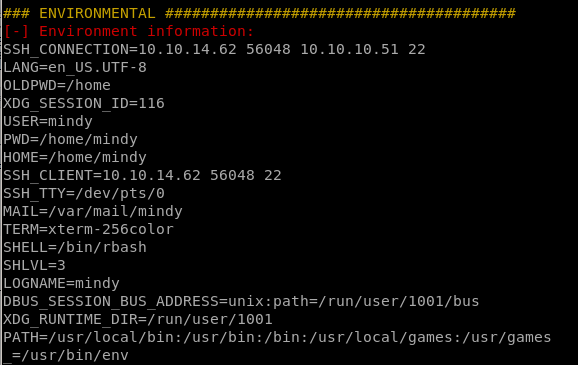 ### ENVIRONMENTAL #######################################
[-] Environment information:
SSH_CONNECTION=10.10.14.62 56048 10.10.10.51 22
LANG=en_US.UTF-8
OLDPWD=/home
XDG_SESSION_ID=116
USER=mindy
PWD=/home/mindy
HOME=/home/mindy
SSH_CLIENT=10.10.14.62 56048 22
SSH_TTY=/dev/pts/0
MAIL=/var/mail/mindy
TERM=xterm-256color
SHELL=/bin/rbash
SHLVL=3
LOGNAME=mindy
DBUS_SESSION_BUS_ADDRESS=unix:path=/run/user/1001/bus
XDG_RUNTIME_DIR=/run/user/1001
PATH=/usr/local/bin:/usr/bin:/bin:/usr/local/games:/usr/games
_=/usr/bin/env